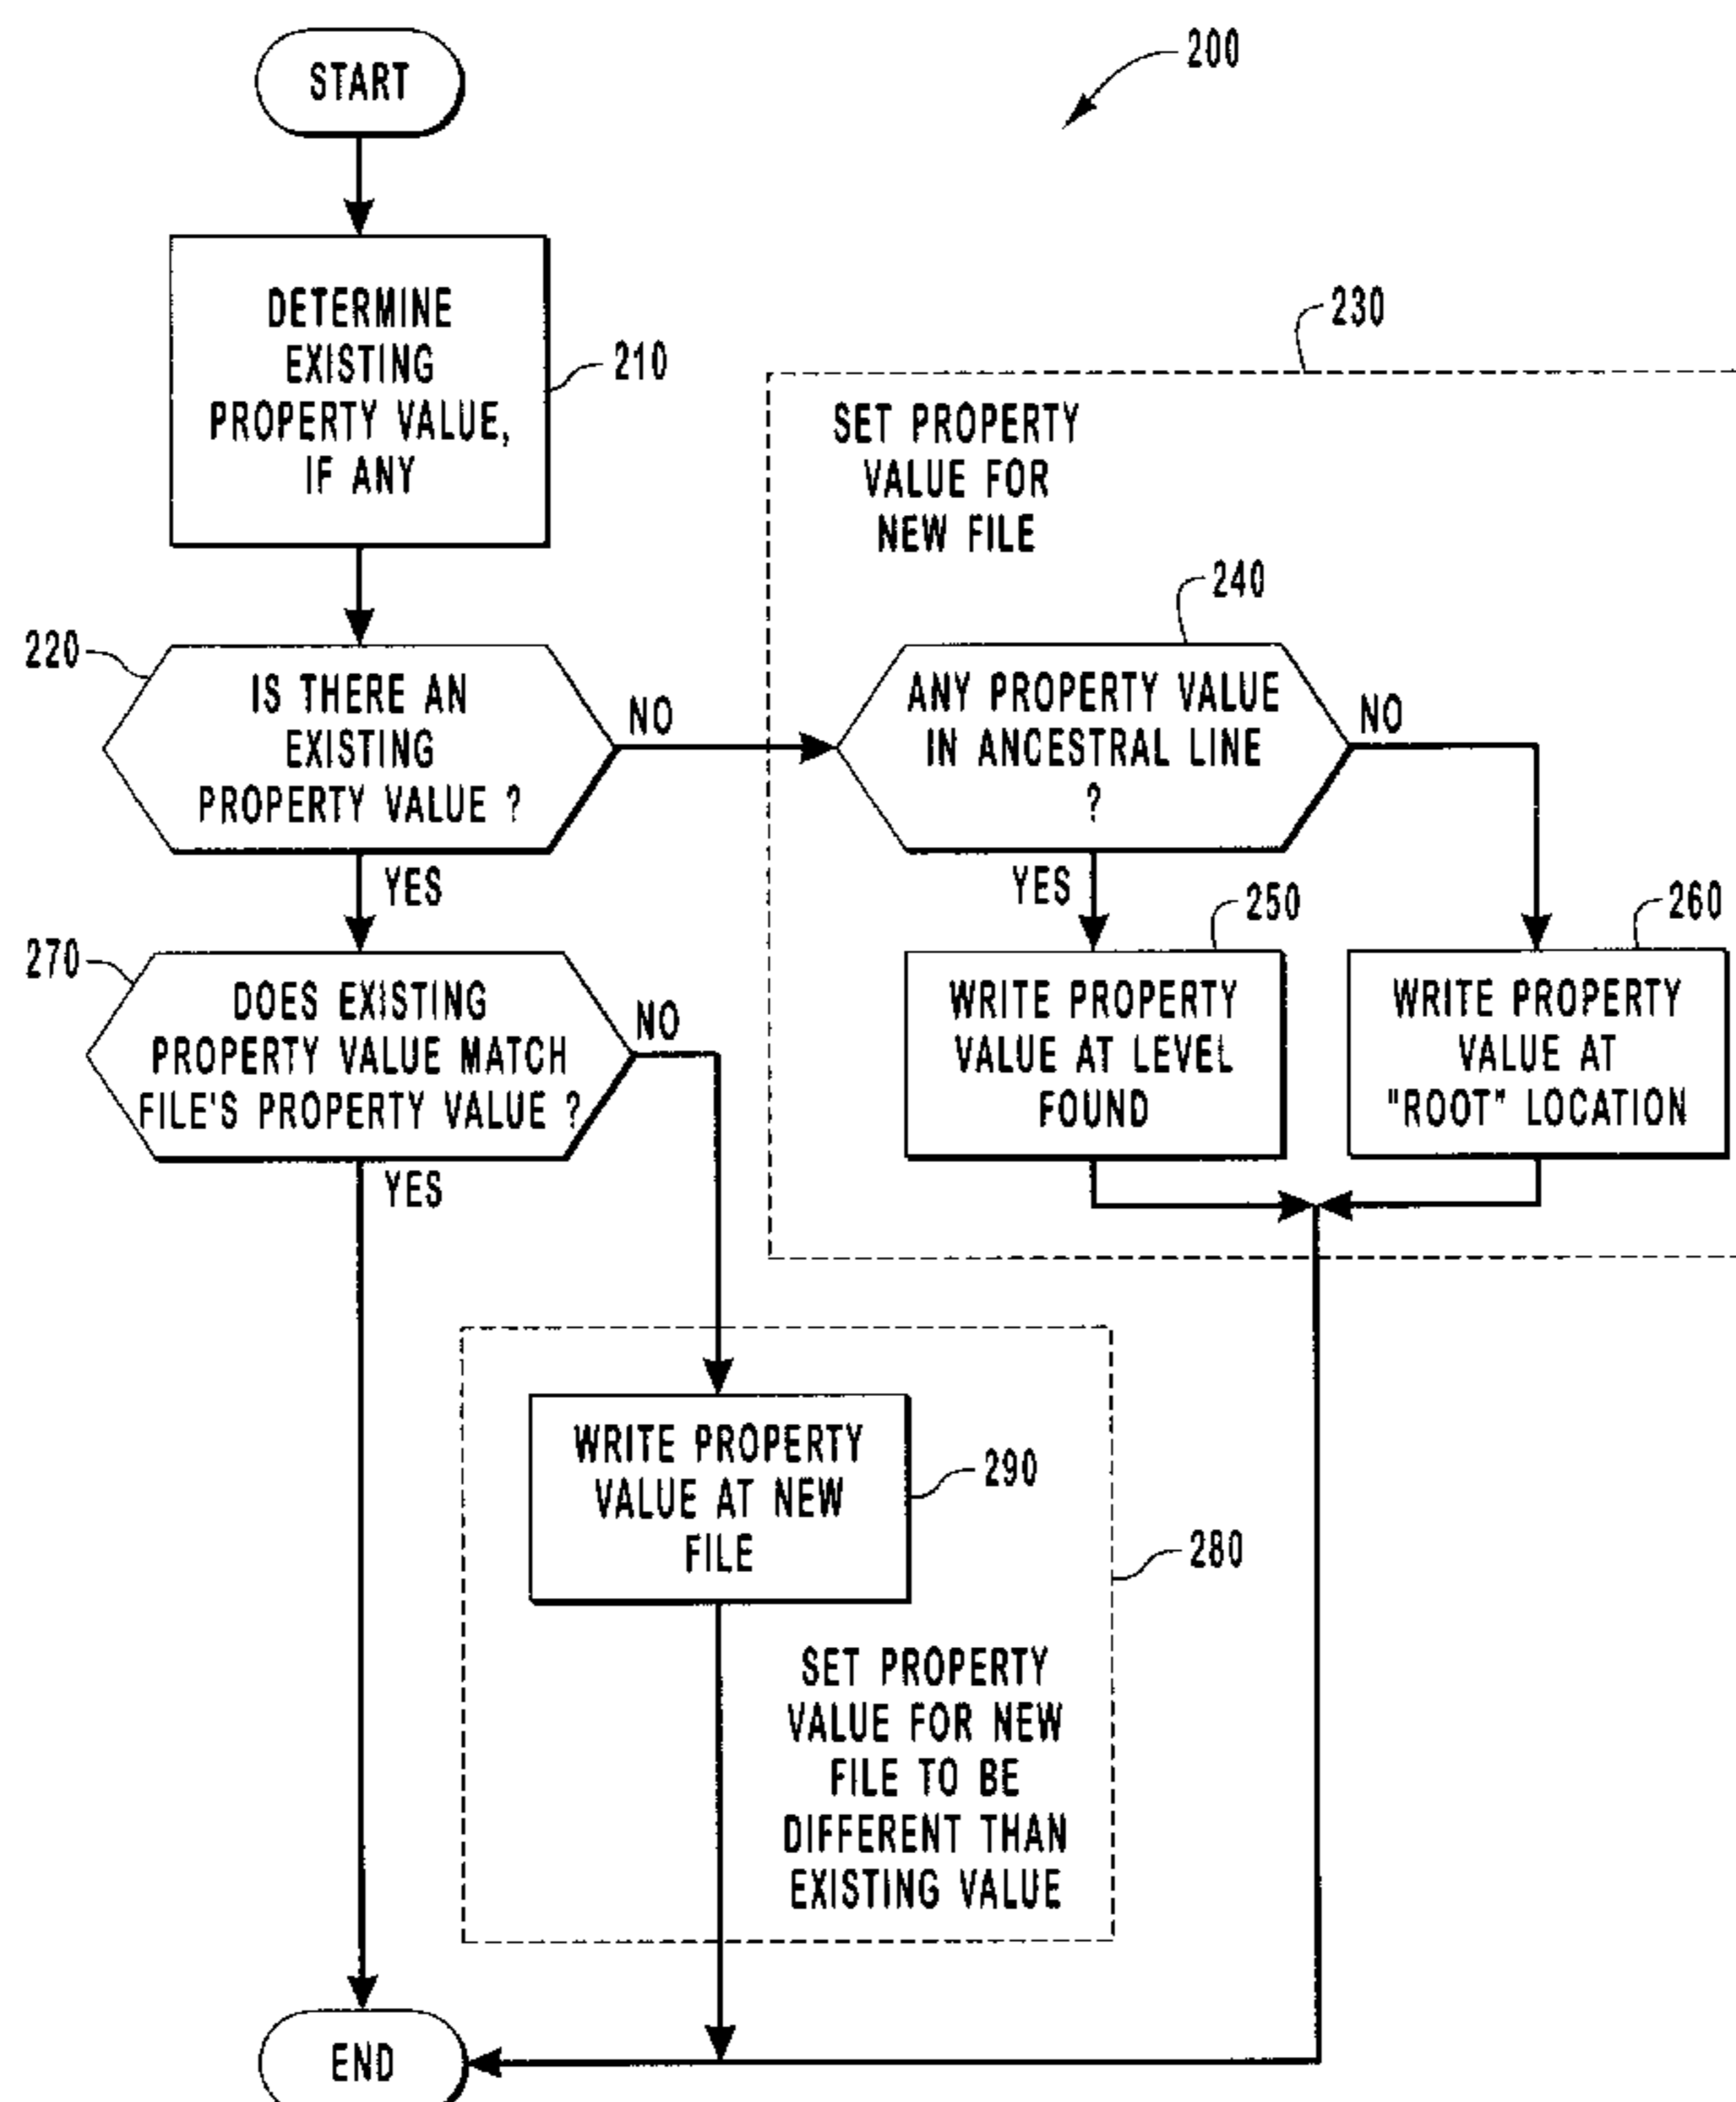 START
200
DETERMINE
EXISTING
PROPERTY VALUE,
IF ANY
210
230
SET PROPERTY
VALUE FOR
NEW FILE
220
IS THERE AN
EXISTING
PROPERTY VALUE ?
NO
YES
240
ANY PROPERTY VALUE
IN ANCESTRAL LINE
?
NO
YES
250
WRITE PROPERTY
VALUE AT LEVEL
FOUND
260
WRITE PROPERTY
VALUE AT
"ROOT" LOCATION
270
DOES EXISTING
PROPERTY VALUE MATCH
FILE'S PROPERTY VALUE ?
NO
YES
WRITE PROPERTY
VALUE AT NEW
FILE
290
280
SET PROPERTY
VALUE FOR NEW
FILE TO BE
DIFFERENT THAN
EXISTING VALUE
END